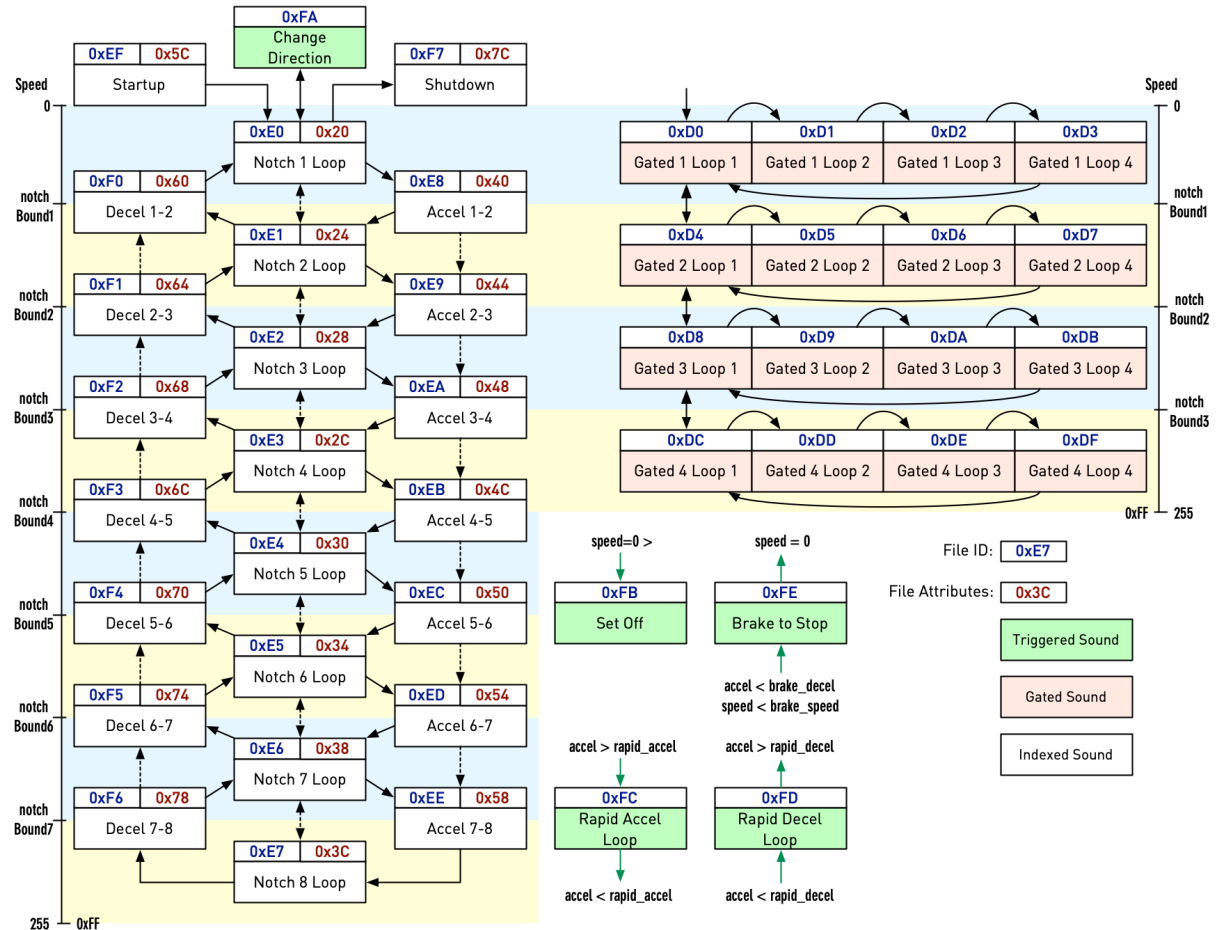 0xFA
Change
Direction
0xEF 0x5C
Startup
0xF7 0x7C
Shutdown
Speed
0
0xE0 0x20
Notch 1 Loop
0xF0 0x60
Decel 1-2
0xE8 0x40
Accel 1-2
notch
Bound1
0xE1 0x24
Notch 2 Loop
0xF1 0x64
Decel 2-3
0xE9 0x44
Accel 2-3
notch
Bound2
0xE2 0x28
Notch 3 Loop
0xF2 0x68
Decel 3-4
0xEA 0x48
Accel 3-4
notch
Bound3
0xE3 0x2C
Notch 4 Loop
0xF3 0x6C
Decel 4-5
0xEB 0x4C
Accel 4-5
notch
Bound4
0xE4 0x30
Notch 5 Loop
0xF4 0x70
Decel 5-6
0xEC 0x50
Accel 5-6
notch
Bound5
0xE5 0x34
Notch 6 Loop
0xF5 0x74
Decel 6-7
0xED 0x54
Accel 6-7
notch
Bound6
0xE6 0x38
Notch 7 Loop
0xF6 0x78
Decel 7-8
0xEE 0x58
Accel 7-8
notch
Bound7
0xE7 0x3C
Notch 8 Loop
255 0xFF
Speed
0
0xD0 0xD1 0xD2 0xD3
Gated 1 Loop 1 Gated 1 Loop 2 Gated 1 Loop 3 Gated 1 Loop 4
notch
Bound1
0xD4 0xD5 0xD6 0xD7
Gated 2 Loop 1 Gated 2 Loop 2 Gated 2 Loop 3 Gated 2 Loop 4
notch
Bound2
0xD8 0xD9 0xDA 0xDB
Gated 3 Loop 1 Gated 3 Loop 2 Gated 3 Loop 3 Gated 3 Loop 4
notch
Bound3
0xDC 0xDD 0xDE 0xDF
Gated 4 Loop 1 Gated 4 Loop 2 Gated 4 Loop 3 Gated 4 Loop 4
0xFF 255
speed=0 >
0xFB
Set Off
speed = 0
0xFE
Brake to Stop
accel < brake_decel
speed < brake_speed
accel > rapid_accel
0xFC
Rapid Accel
Loop
accel < rapid_accel
accel > rapid_decel
0xFD
Rapid Decel
Loop
accel < rapid_decel
File ID: 0xE7
File Attributes: 0x3C
Triggered Sound
Gated Sound
Indexed Sound